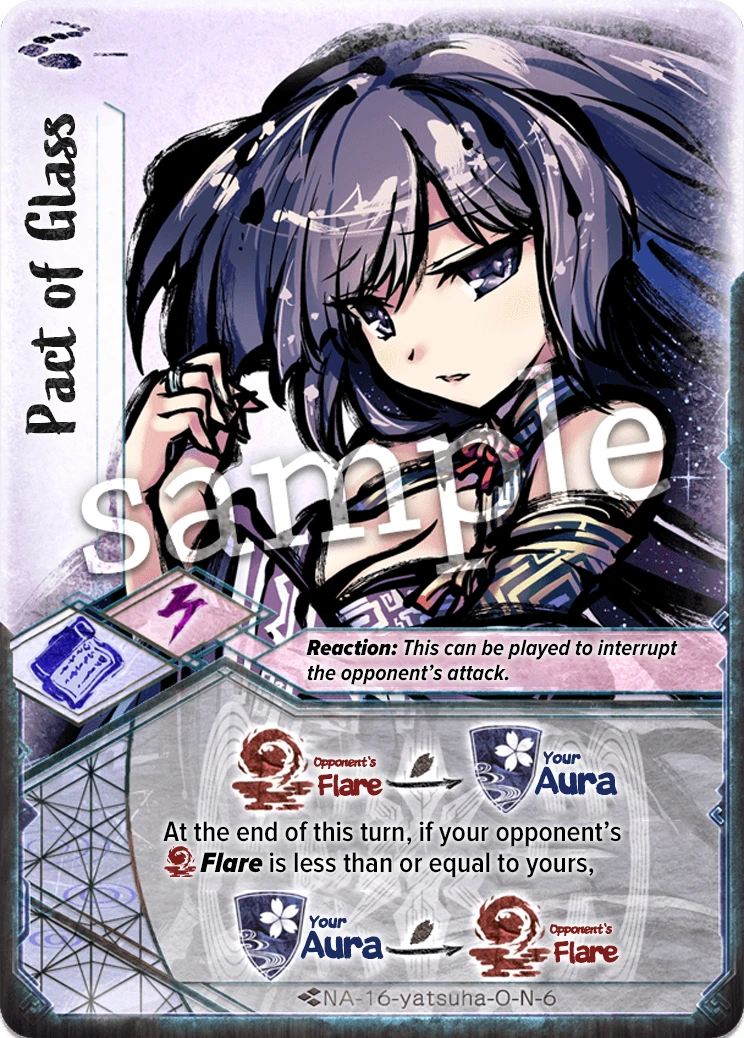 Pact of Glass
sample
Reaction: This can be played to interrupt
the opponent's attack.
Opponent's
Flare
Your
Aura
At the end of this turn, if your opponent's
Flare is less than or equal to yours,
Your
Aura
Opponent's
Flare
NA-16-yatsuha-O-N-6